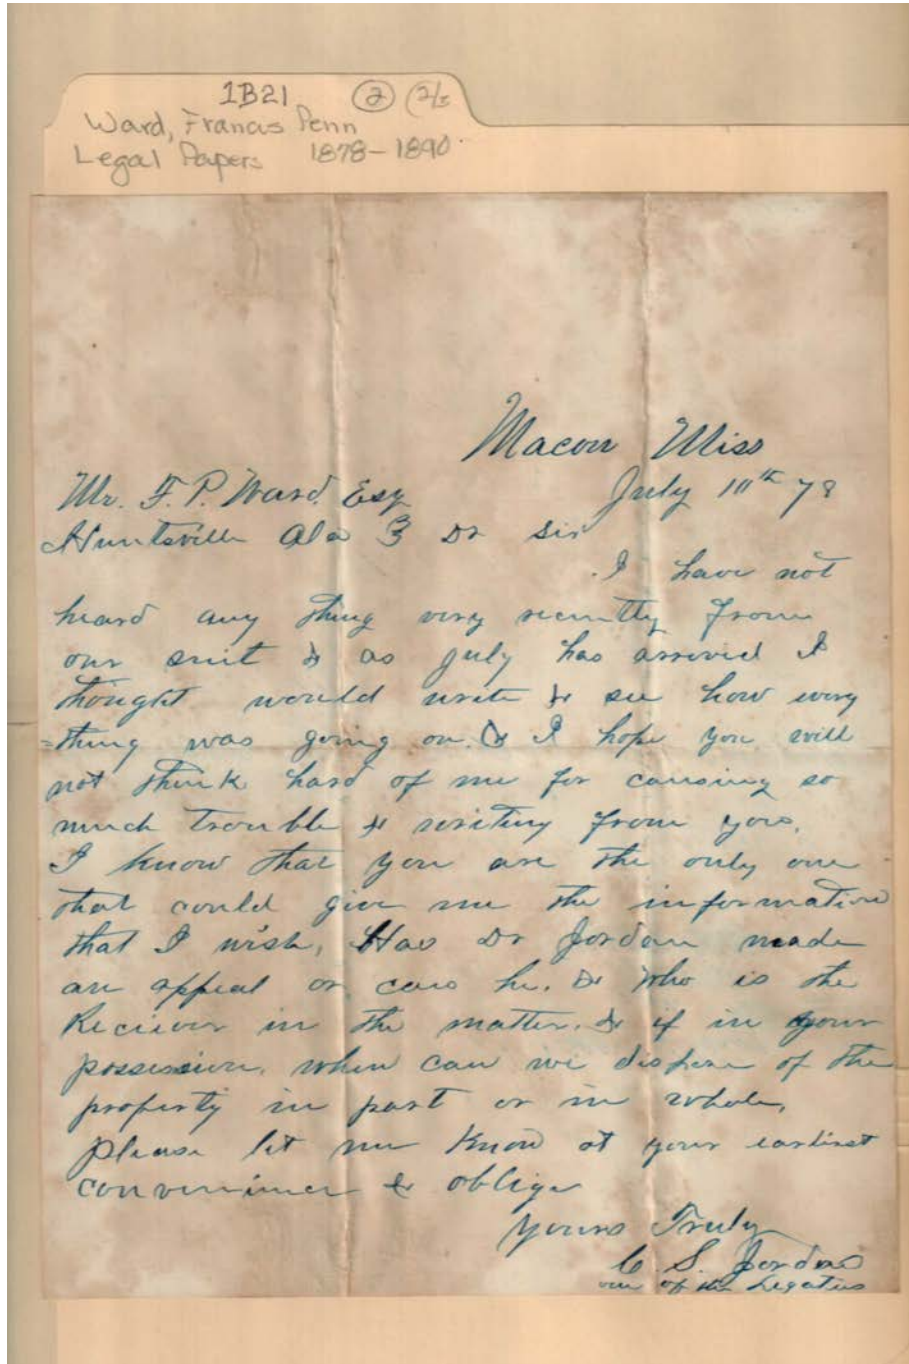 1B21 2 2/3
Ward, Francis Penn
Legal Papers 1878-1890
Macon Miss
Mr. F. P. Ward. Esq July 10th 78
Huntsville Ala } Dr Sir
I have not
heard any thing very recently from
our suit & as July has arrived I
thought would write & see how every
=thing was going on. & I hope you will
not think hard of me for causing so
much trouble & writing from you.
I know that you are the only one
that could give me the information
that I wish, Has Dr Jordan made
an appeal or can he. & who is the
Reciever in the matter. & if in your
possession, when can we dispose of the
property in part or in whole,
please let me know at your earliest
convenience & oblige
Yours Truly
C S. Jordan
one of the Legatees